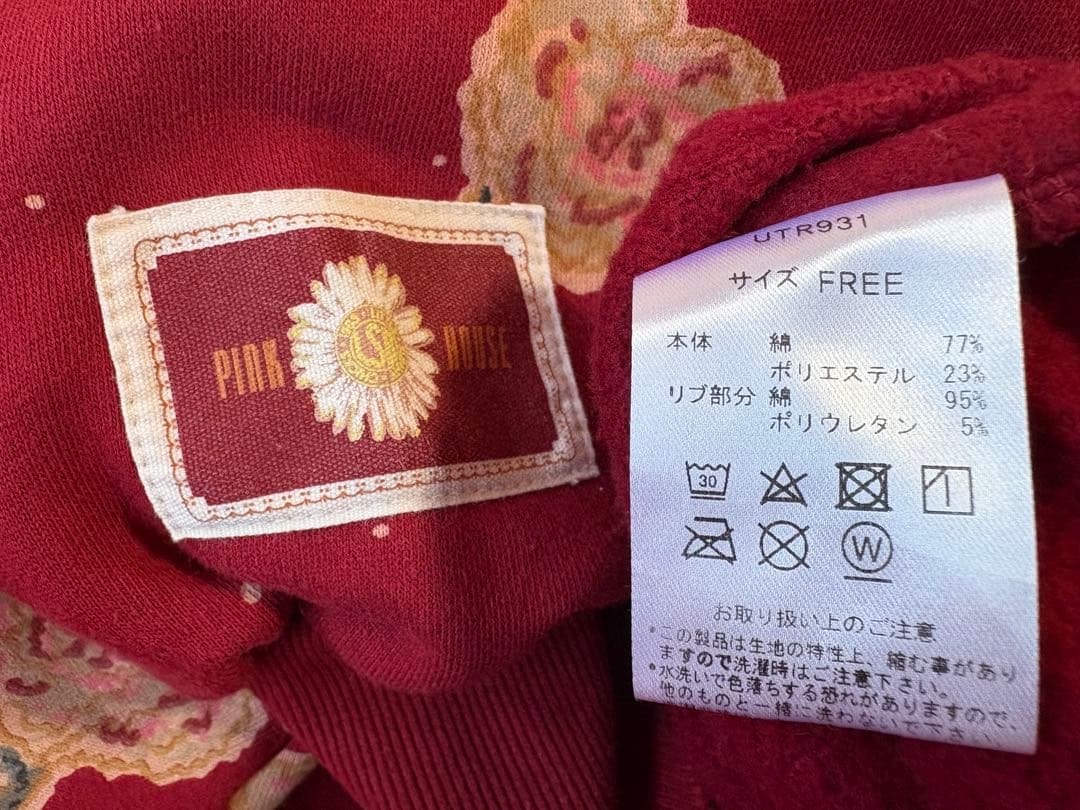 PINK HOUSE
UTR931
サイズ FREE
本体 綿 77%
ポリエステル 23%
リブ部分 綿 95%
ポリウレタン 5%
30
W
お取り扱い上のご注意
*この製品は生地の特性上、縮む事があり
ますので洗濯時はご注意下さい。
*水洗いで色落ちする恐れがありますので、
他のものと一緒に洗わないで下さい。